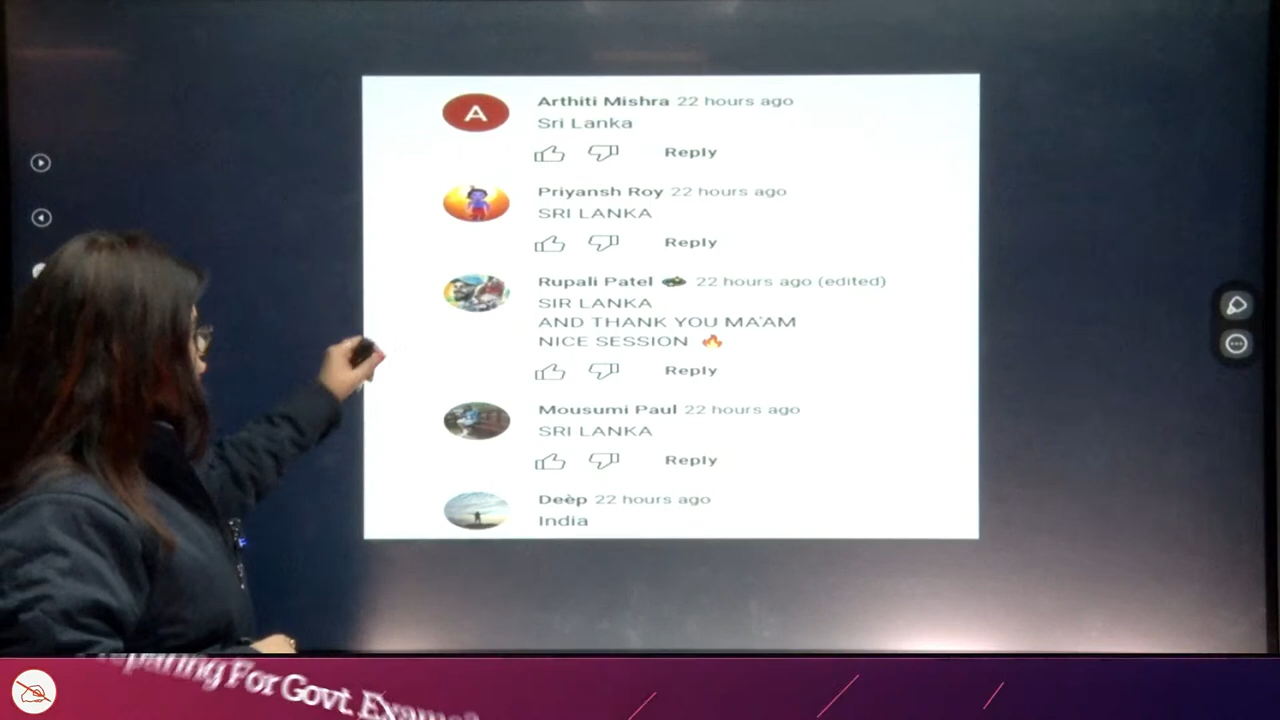 A
Arthiti Mishra 22 hours ago
Sri Lanka
Reply
Priyansh Roy 22 hours ago
SRI LANKA
Reply
Rupali Patel 22 hours ago (edited)
SIR LANKA
AND THANK YOU MA'AM
NICE SESSION 🔥
Reply
Mousumi Paul 22 hours ago
SRI LANKA
Reply
Deèp 22 hours ago
India
For Govt